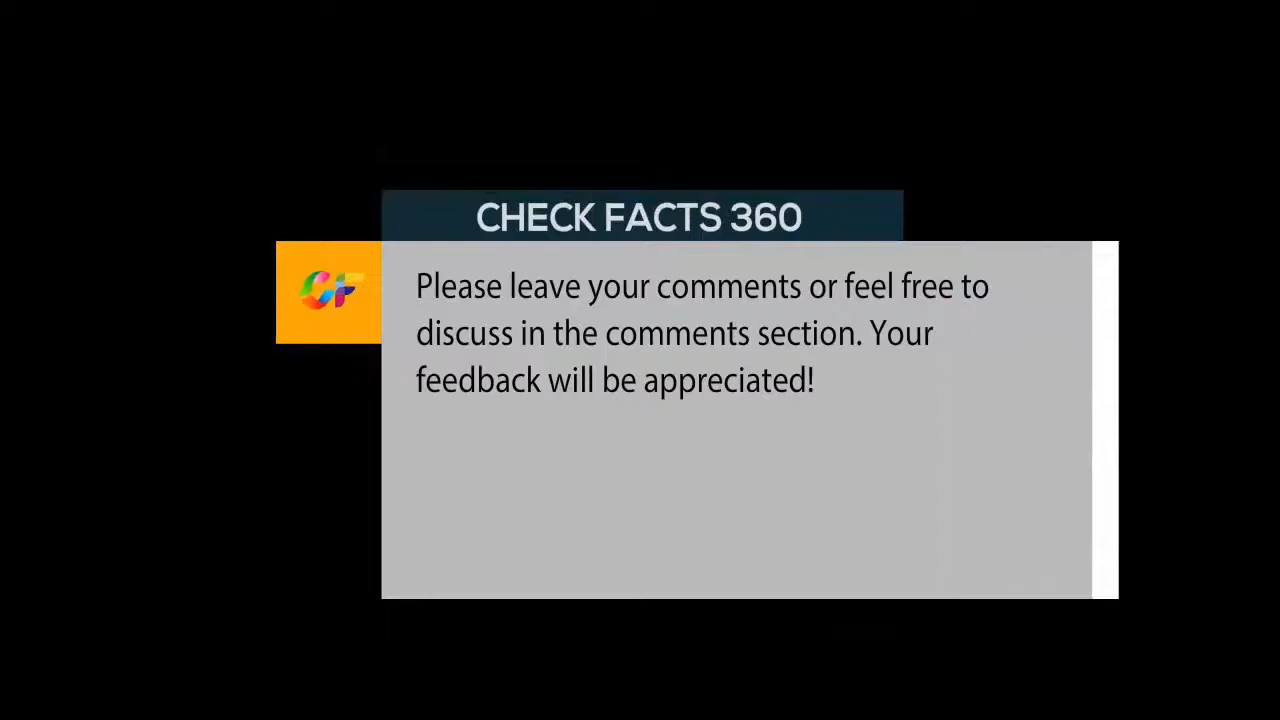 CHECK FACTS 360
CF
Please leave your comments or feel free to
discuss in the comments section. Your
feedback will be appreciated!